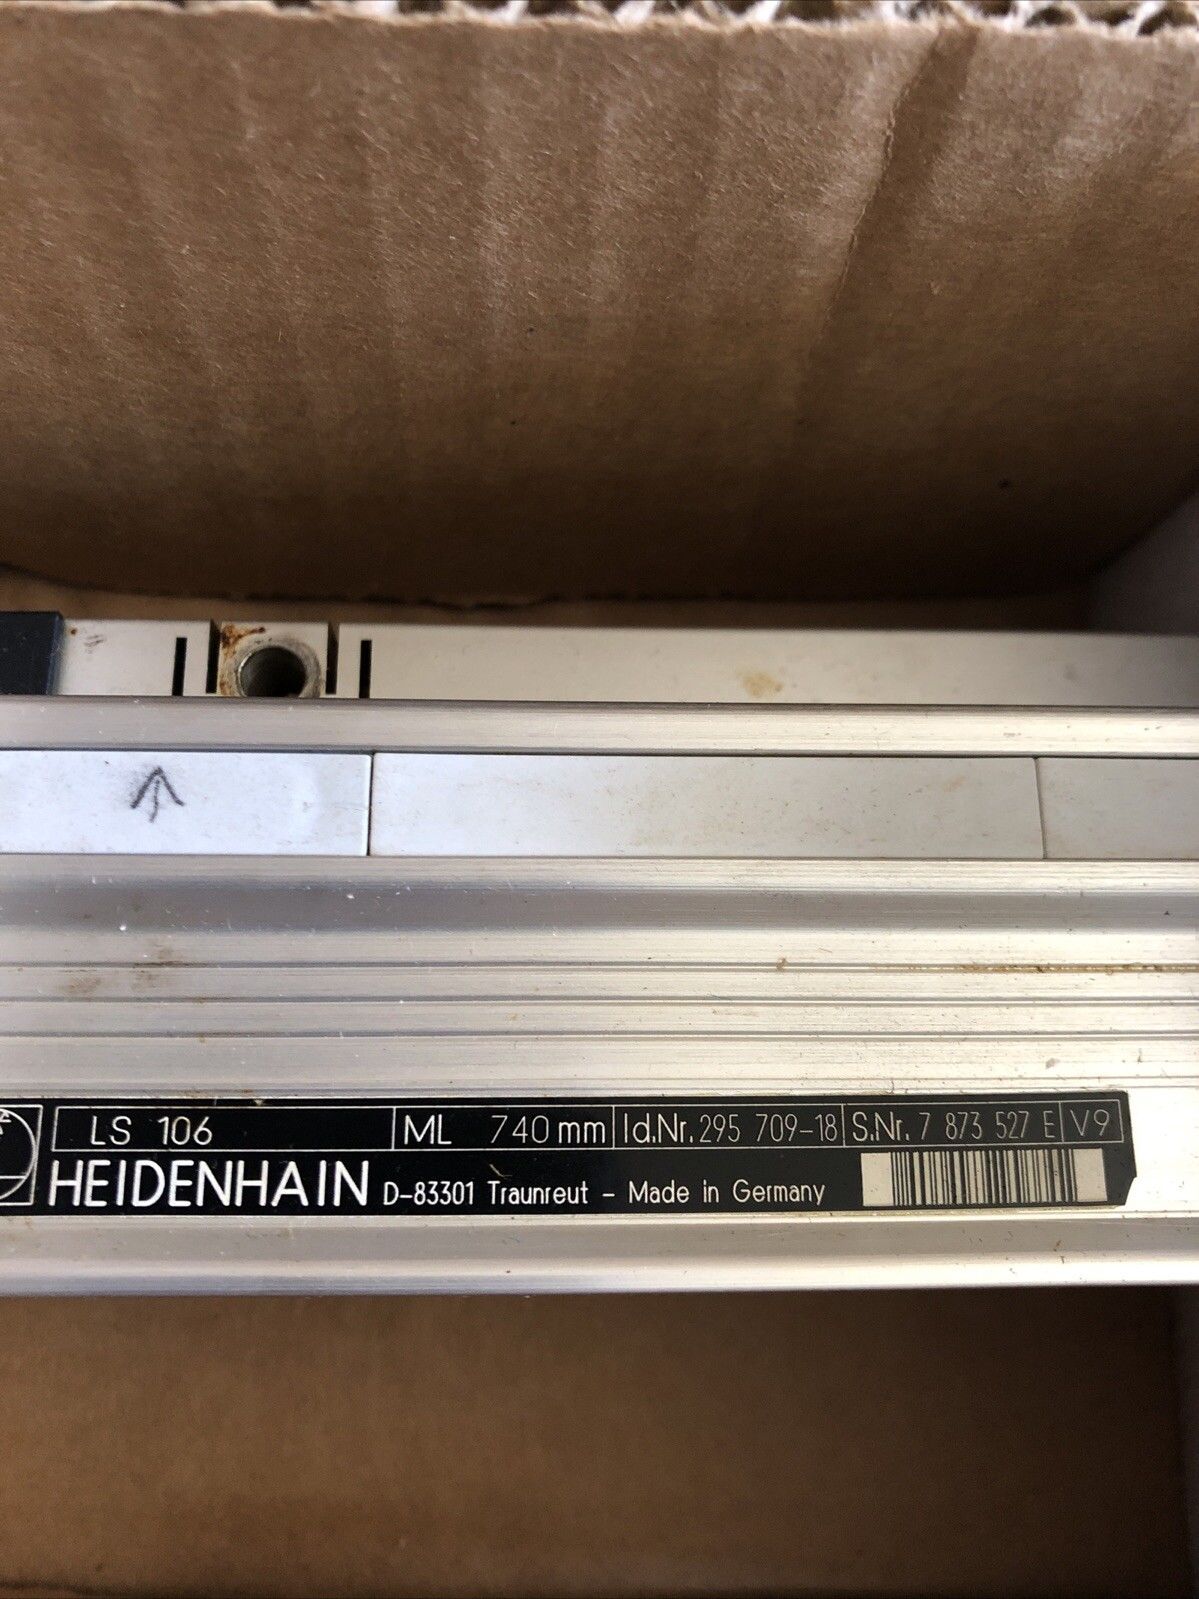 LS 106 ML 740 mm Id.Nr. 295 709-18 S.Nr. 7 873 527 E V9
HEIDENHAIN D-83301 Traunreut - Made in Germany